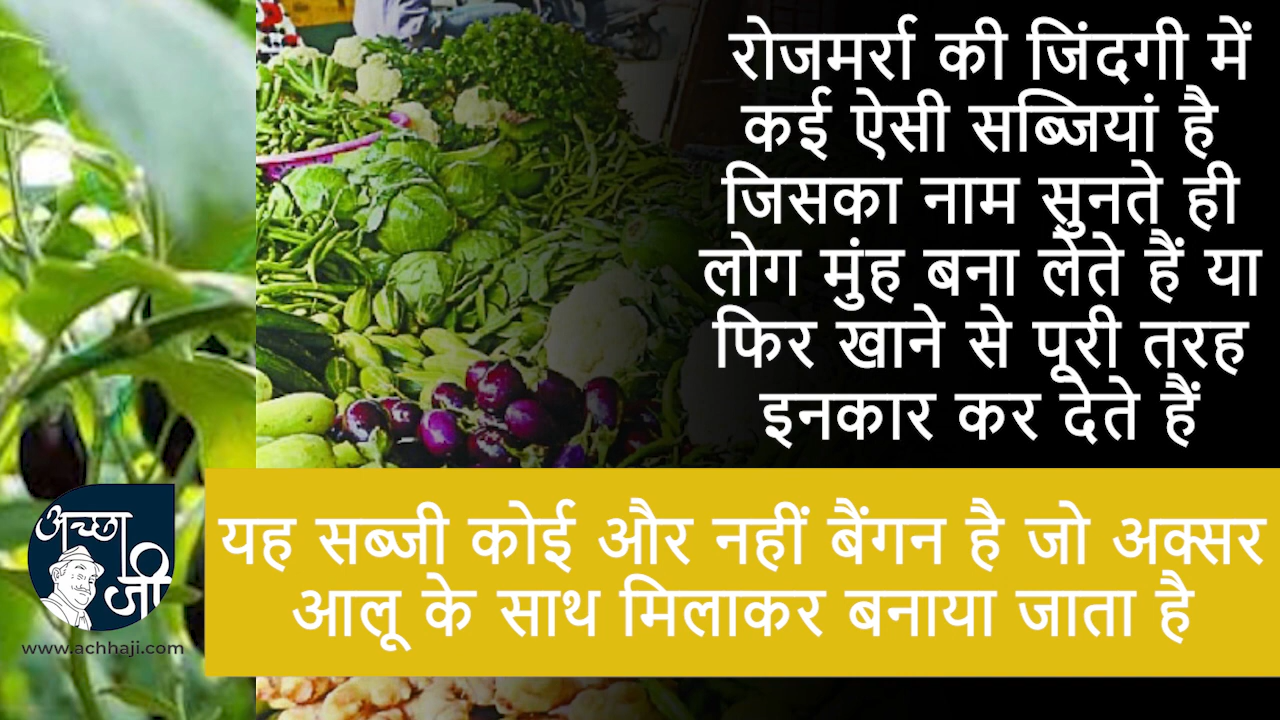 रोजमर्रा की जिंदगी में
कई ऐसी सब्जियां है
जिसका नाम सुनते ही
लोग मुंह बना लेते हैं या
फिर खाने से पूरी तरह
इनकार कर देते हैं
यह सब्जी कोई और नहीं बैंगन है जो अक्सर
आलू के साथ मिलाकर बनाया जाता है
अच्छा
जी
www.achhaji.com